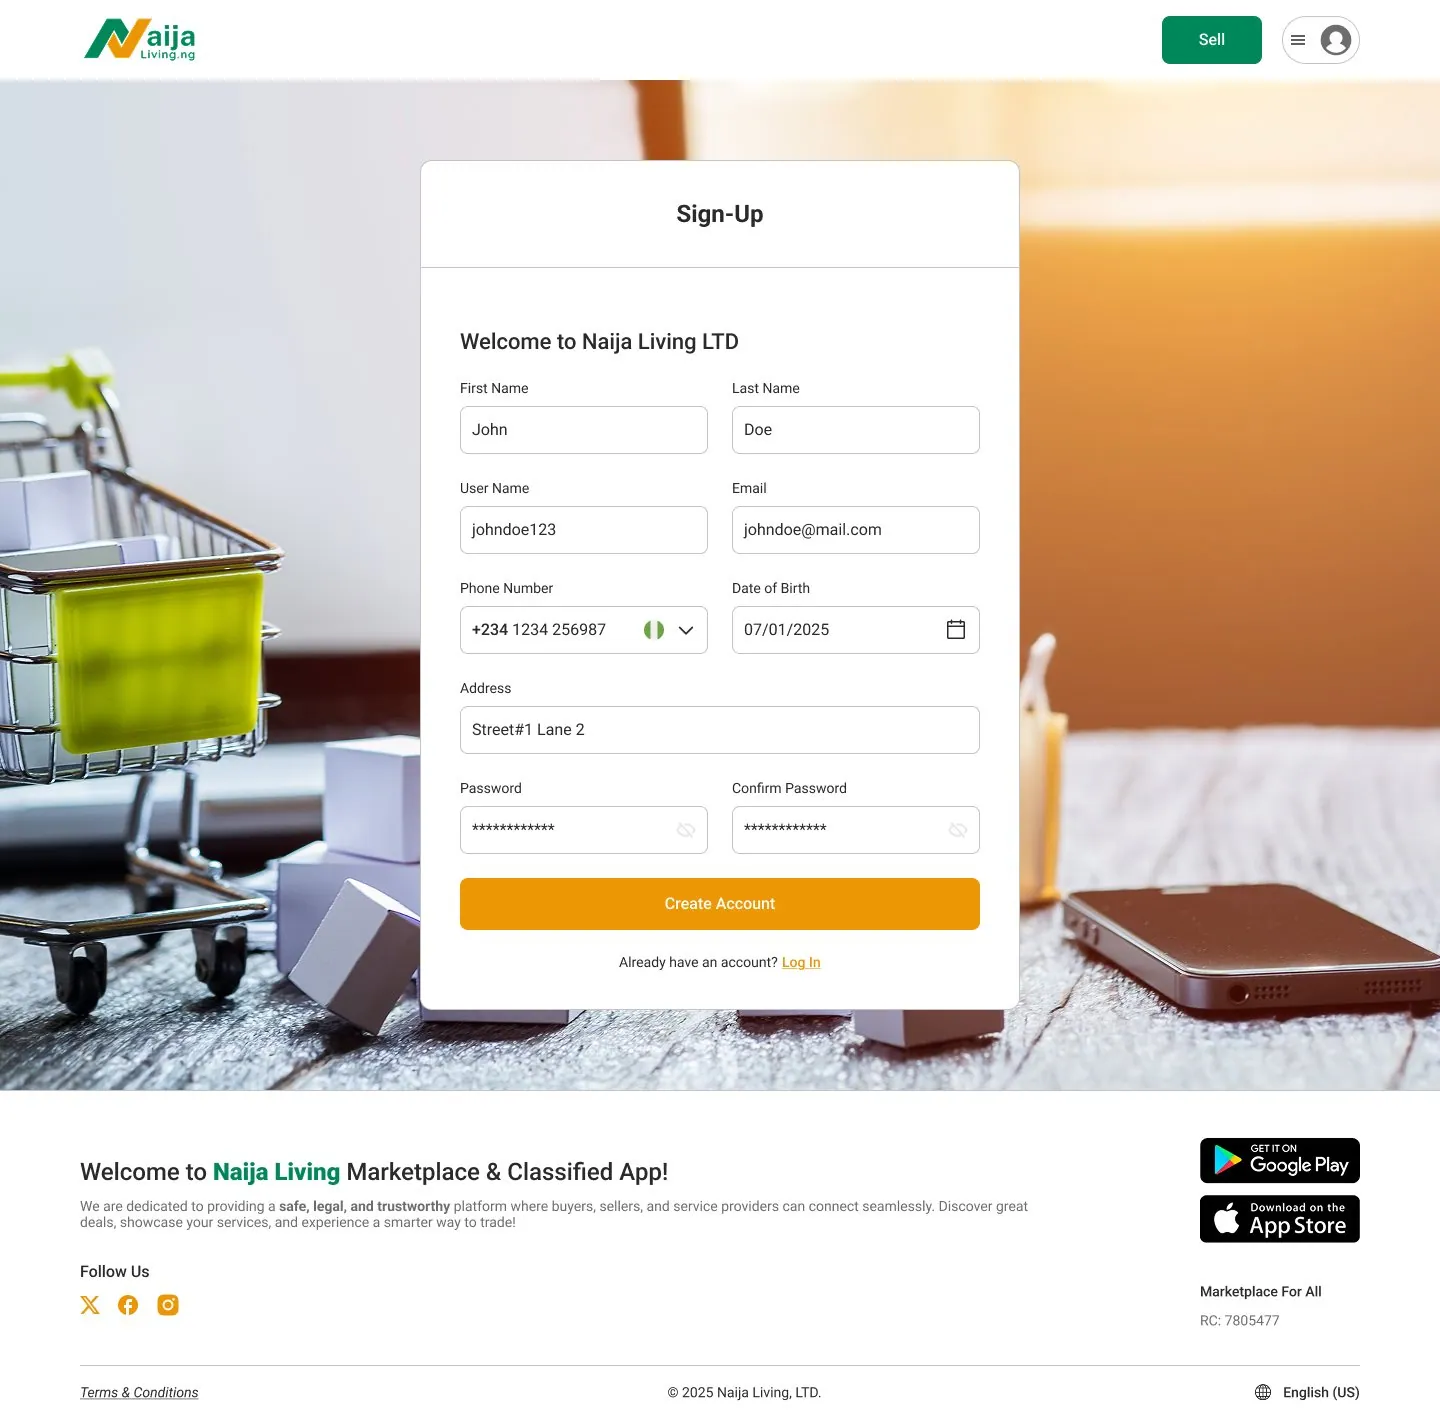 Naija
Living.ng
Sell
Sign-Up
Welcome to Naija Living LTD
First Name
Last Name
John
Doe
User Name
Email
johndoe123
johndoe@mail.com
Phone Number
Date of Birth
+234 1234 256987
07/01/2025
Address
Street#1 Lane 2
Password
Confirm Password
************
************
Create Account
Already have an account? Log In
Welcome to Naija Living Marketplace & Classified App!
We are dedicated to providing a safe, legal, and trustworthy platform where buyers, sellers, and service providers can connect seamlessly. Discover great
deals, showcase your services, and experience a smarter way to trade!
Follow Us
GET IT ON
Google Play
Download on the
App Store
Marketplace For All
RC: 7805477
Terms & Conditions
© 2025 Naija Living, LTD.
English (US)